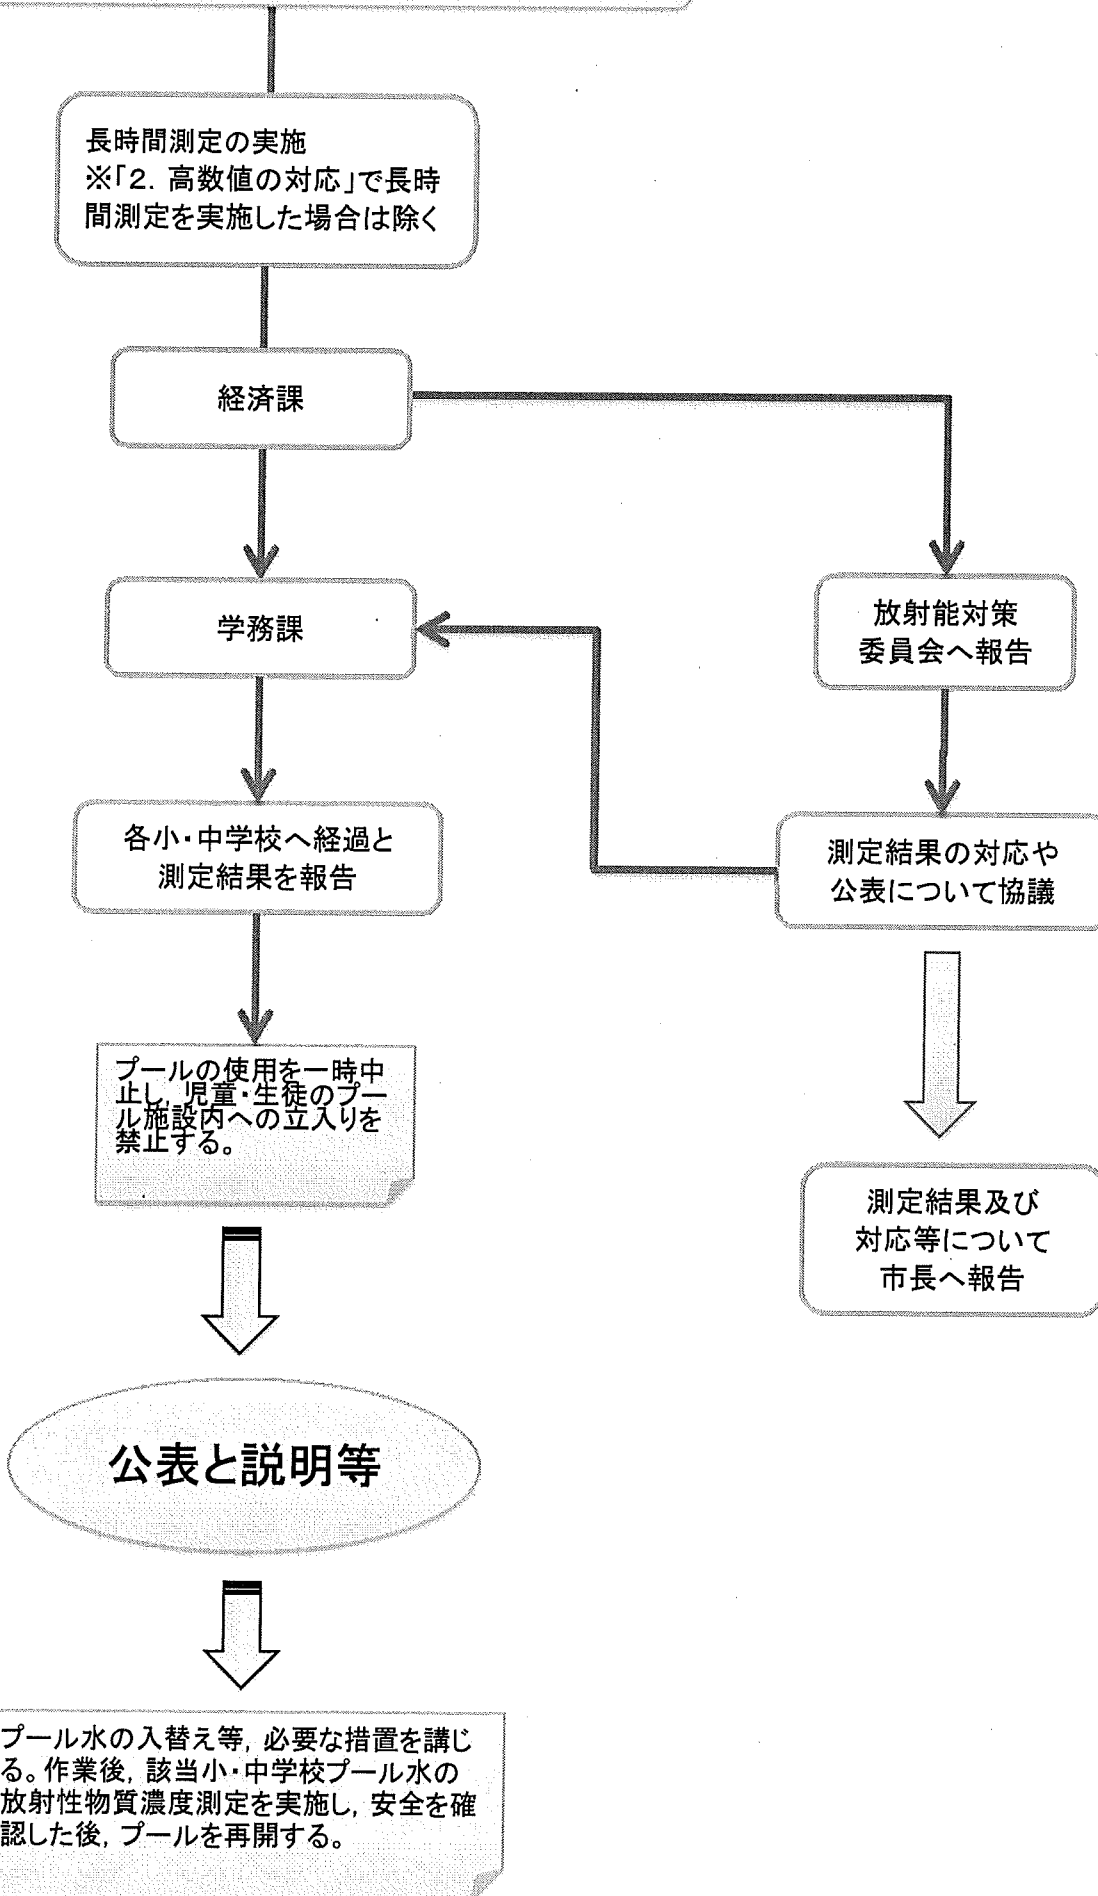 長時間測定の実施
※「２．高数値の対応」で長時
間測定を実施した場合は除く
経済課
学務課
放射能対策
委員会へ報告
各小・中学校へ経過と
測定結果を報告
測定結果の対応や
公表について協議
プールの使用を一時中
止し，児童・生徒のプー
ル施設内への立入りを
禁止する。
測定結果及び
対応等について
市長へ報告
公表と説明等
プール水の入替え等，必要な措置を講じ
る。作業後，該当小・中学校プール水の
放射性物質濃度測定を実施し，安全を確
認した後，プールを再開する。